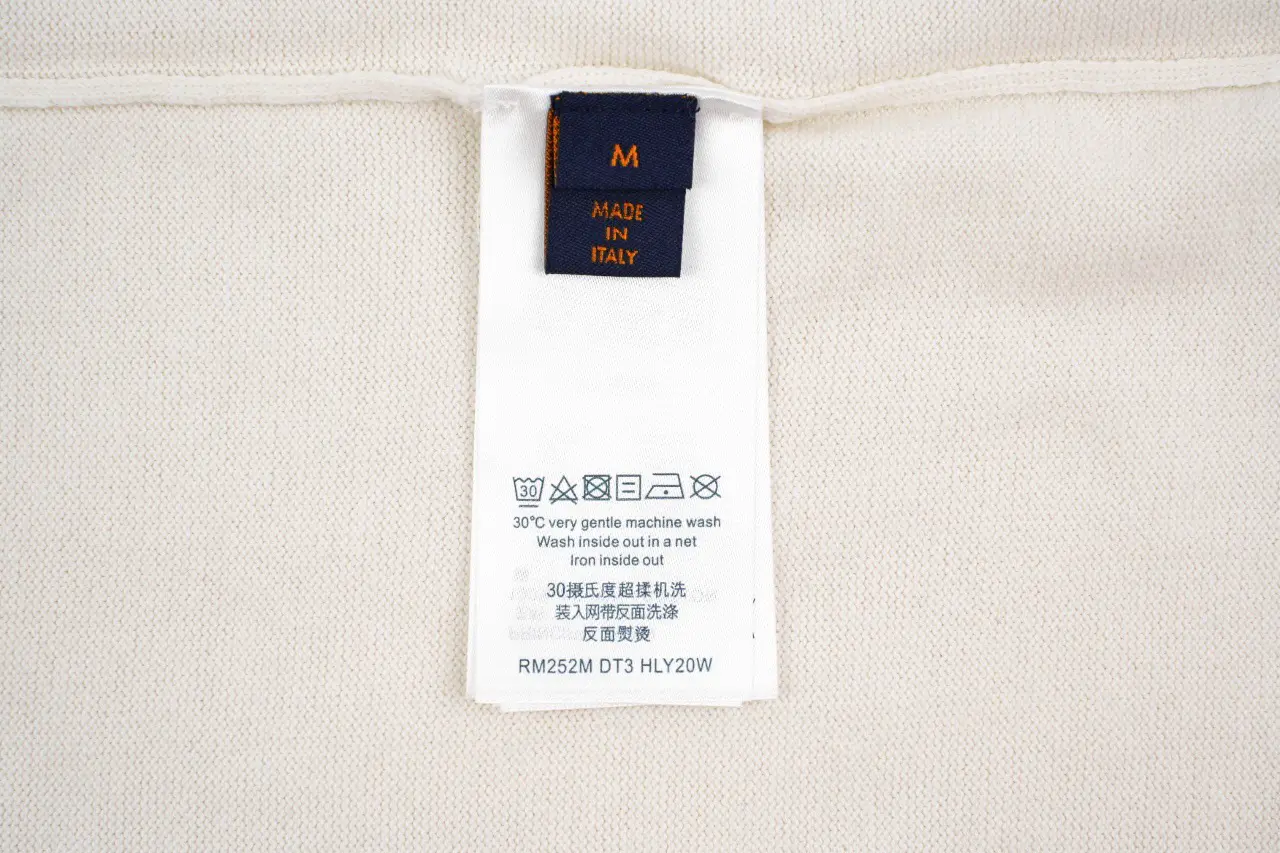 M
MADE
IN
ITALY
30
30℃ very gentle machine wash
Wash inside out in a net
Iron inside out
30摄氏度超揉机洗
装入网带反面洗涤
反面熨烫
RM252M DT3 HLY20W